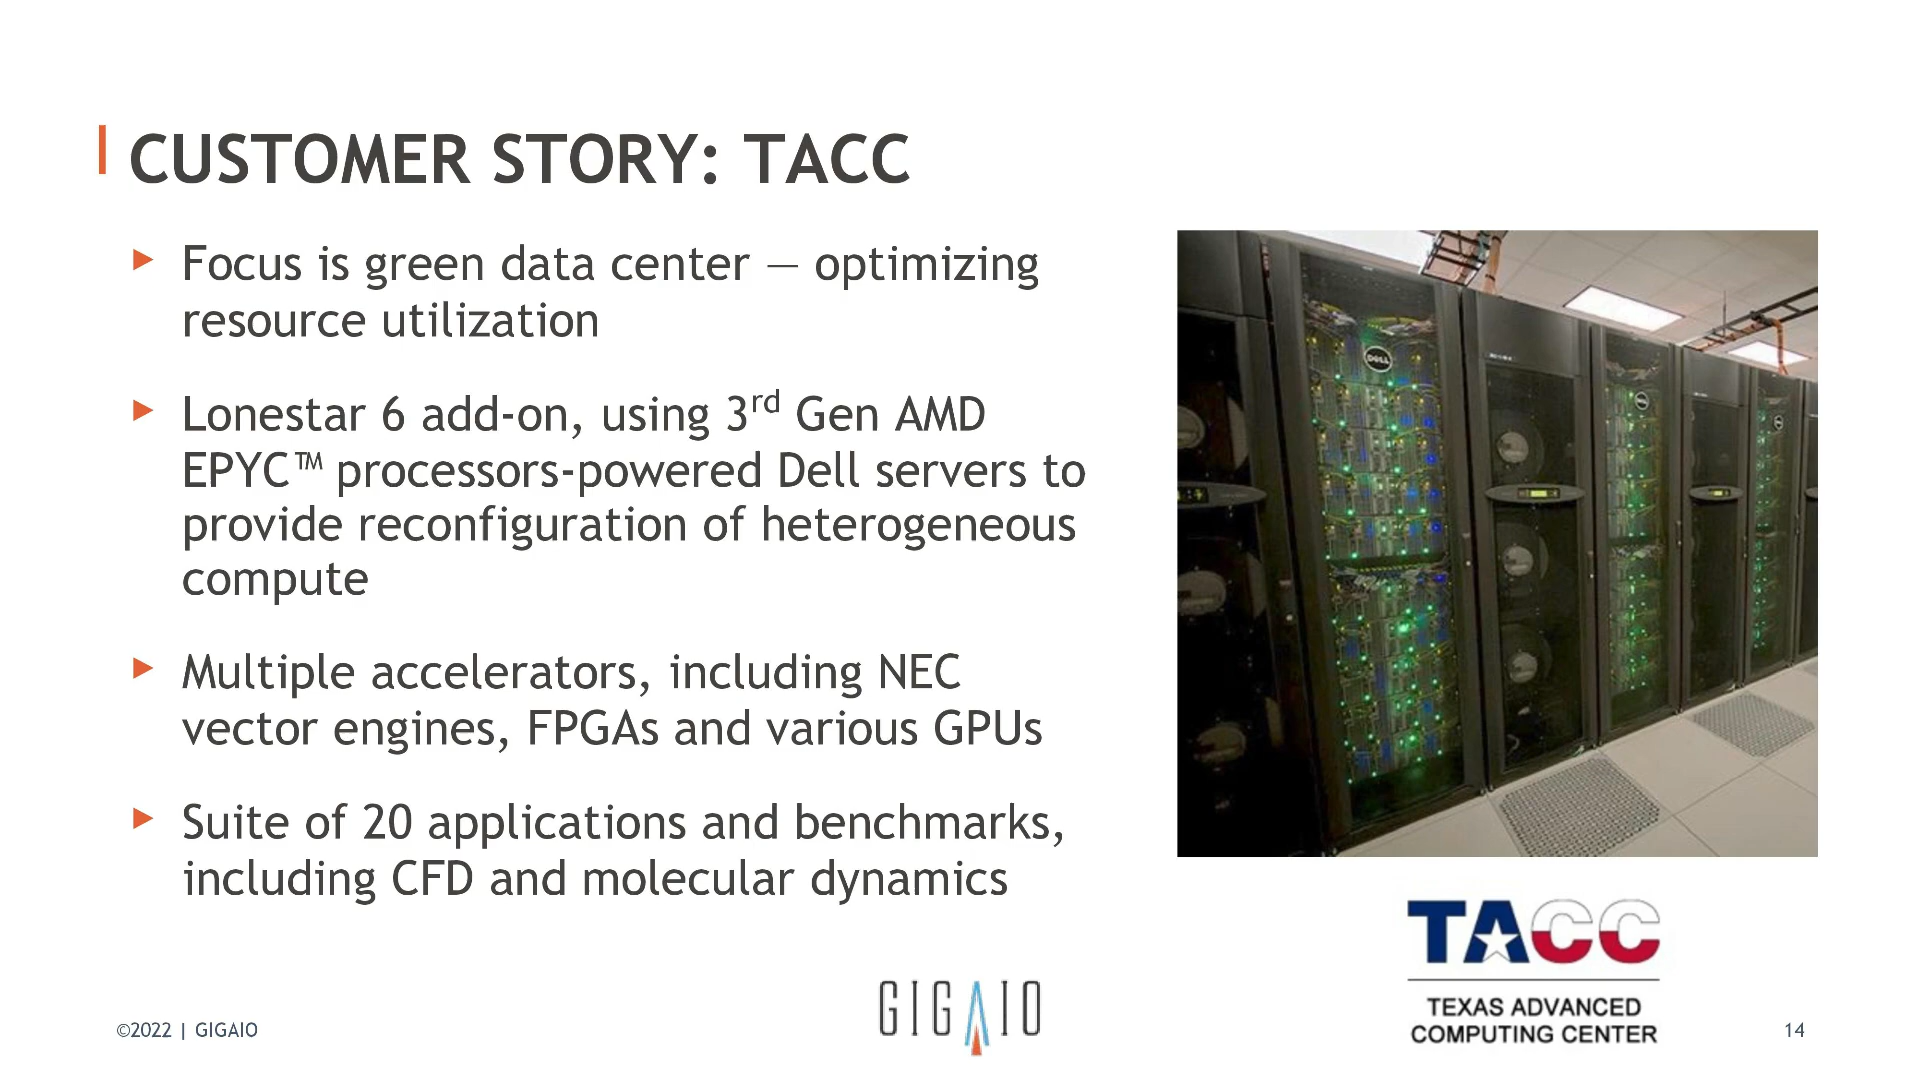 CUSTOMER STORY: TACC
Focus is green data center — optimizing
resource utilization
Lonestar 6 add-on, using 3rd Gen AMD
EPYC™ processors-powered Dell servers to
provide reconfiguration of heterogeneous
compute
Multiple accelerators, including NEC
vector engines, FPGAs and various GPUs
Suite of 20 applications and benchmarks,
including CFD and molecular dynamics
DELL
TACC
TEXAS ADVANCED
COMPUTING CENTER
©2022 | GIGAIO
GIGAIO
14